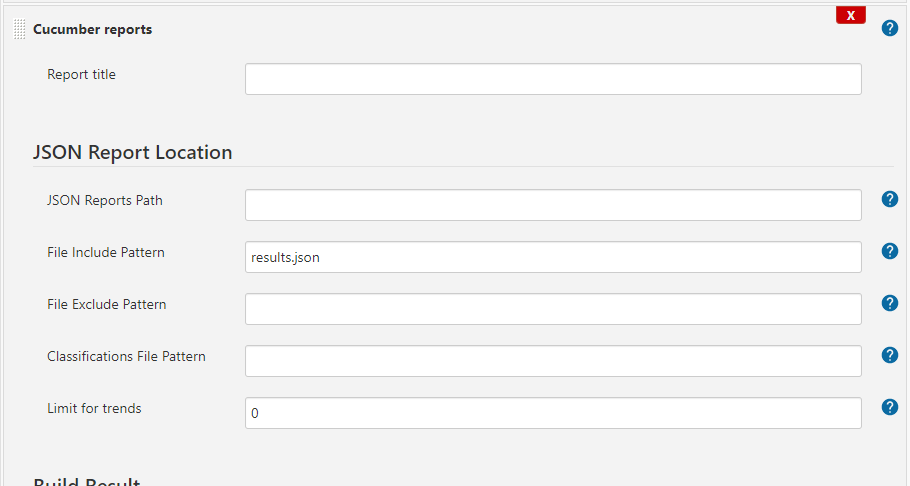 X
Cucumber reports
?
Report title
JSON Report Location
JSON Reports Path
?
File Include Pattern
results.json
?
File Exclude Pattern
?
Classifications File Pattern
?
Limit for trends
0
?
Build Result